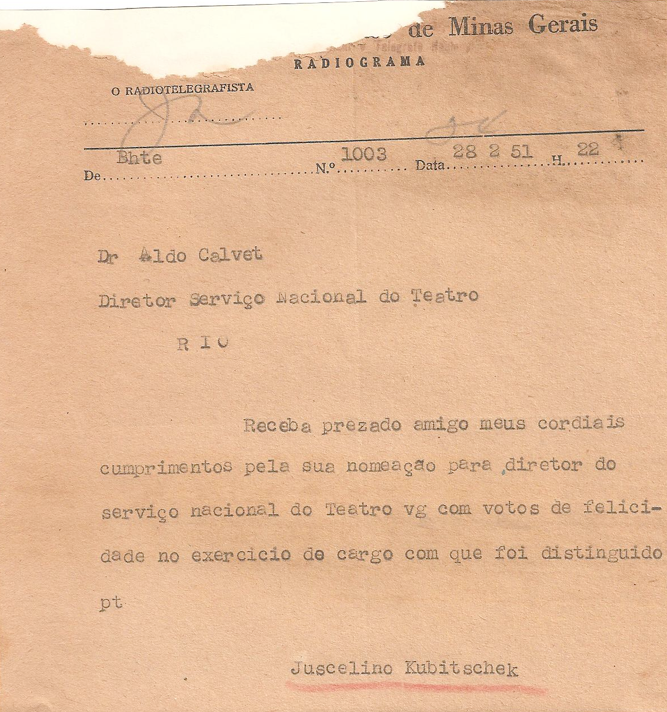 de Minas Gerais
RADIOGRAMA
O RADIOTELEGRAFISTA
De Bhte N.º 1003 Data 28 2 51 H. 22
Dr Aldo Calvet
Diretor Serviço Nacional do Teatro
RIO
Receba prezado amigo meus cordiais
cumprimentos pela sua nomeação para diretor do
serviço nacional do Teatro vg com votos de felici-
dade no exercicio do cargo com que foi distinguido
pt
Juscelino Kubitschek